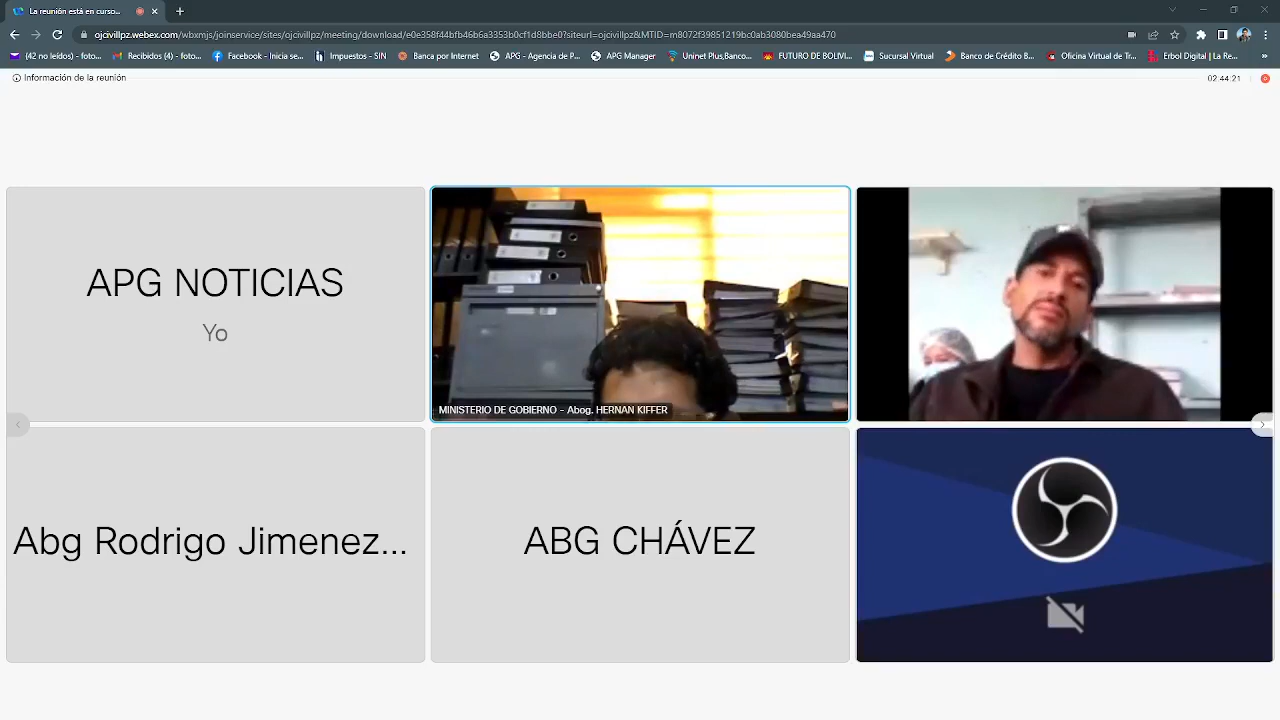 La reunión está en curso...
ojcivillpz.webex.com/wbxmjs/joinservice/sites/ojcivillpz/meeting/download/e0e358f44f1b46b6a3353b0cf1d8bbe0?siteurl=ojcivillpz&MTID=m8072f39851219bc0ab3080bea49aa470
(42 no leídos) - foto...
Recibidos (4) - foto...
Facebook - Inicia se...
Impuestos - SIN
Banca por Internet
APG - Agencia de P...
APG Manager
Uninet Plus,Banco...
FUTURO DE BOLIVI...
Sucursal Virtual
Banco de Crédito B...
Oficina Virtual de Tr...
Erbol Digital | La Re...
Información de la reunión
02:44:21
APG NOTICIAS
Yo
MINISTERIO DE GOBIERNO - Abog. HERNAN KIFFER
Abg Rodrigo Jimenez...
ABG CHÁVEZ